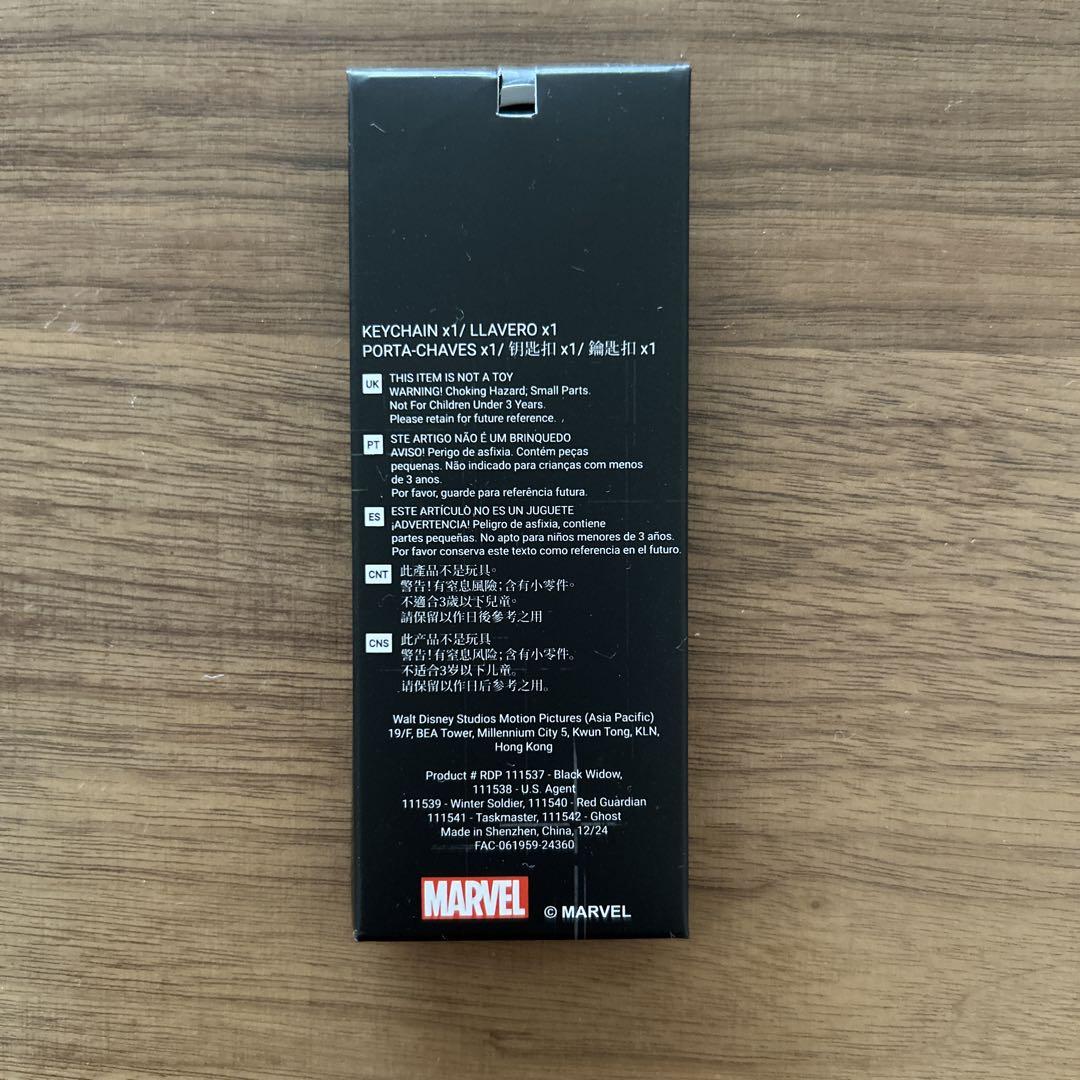 KEYCHAIN x1/ LLAVERO x1
PORTA-CHAVES x1/ 钥匙扣 x1/ 鑰匙扣 x1
UK THIS ITEM IS NOT A TOY
WARNING! Choking Hazard; Small Parts.
Not For Children Under 3 Years.
Please retain for future reference.
PT STE ARTIGO NÃO É UM BRINQUEDO
AVISO! Perigo de asfixia. Contém peças
pequenas. Não indicado para crianças com menos
de 3 anos.
Por favor, guarde para referência futura.
ES ESTE ARTÍCULO NO ES UN JUGUETE
¡ADVERTENCIA! Peligro de asfixia, contiene
partes pequeñas. No apto para niños menores de 3 años.
Por favor conserve este texto como referencia en el futuro.
CNT 此產品不是玩具。
警告!有窒息風險;含有小零件。
不適合3歲以下兒童。
請保留以作日後參考之用
CNS 此产品不是玩具
警告!有窒息风险;含有小零件。
不适合3岁以下儿童。
请保留以作日后参考之用。
Walt Disney Studios Motion Pictures (Asia Pacific)
19/F, BEA Tower, Millennium City 5, Kwun Tong, KLN,
Hong Kong
Product # RDP 111537 - Black Widow,
111538 - U.S. Agent
111539 - Winter Soldier, 111540 - Red Guardian
111541 - Taskmaster, 111542 - Ghost
Made in Shenzhen, China, 12/24
FAC-061959-24360
MARVEL © MARVEL